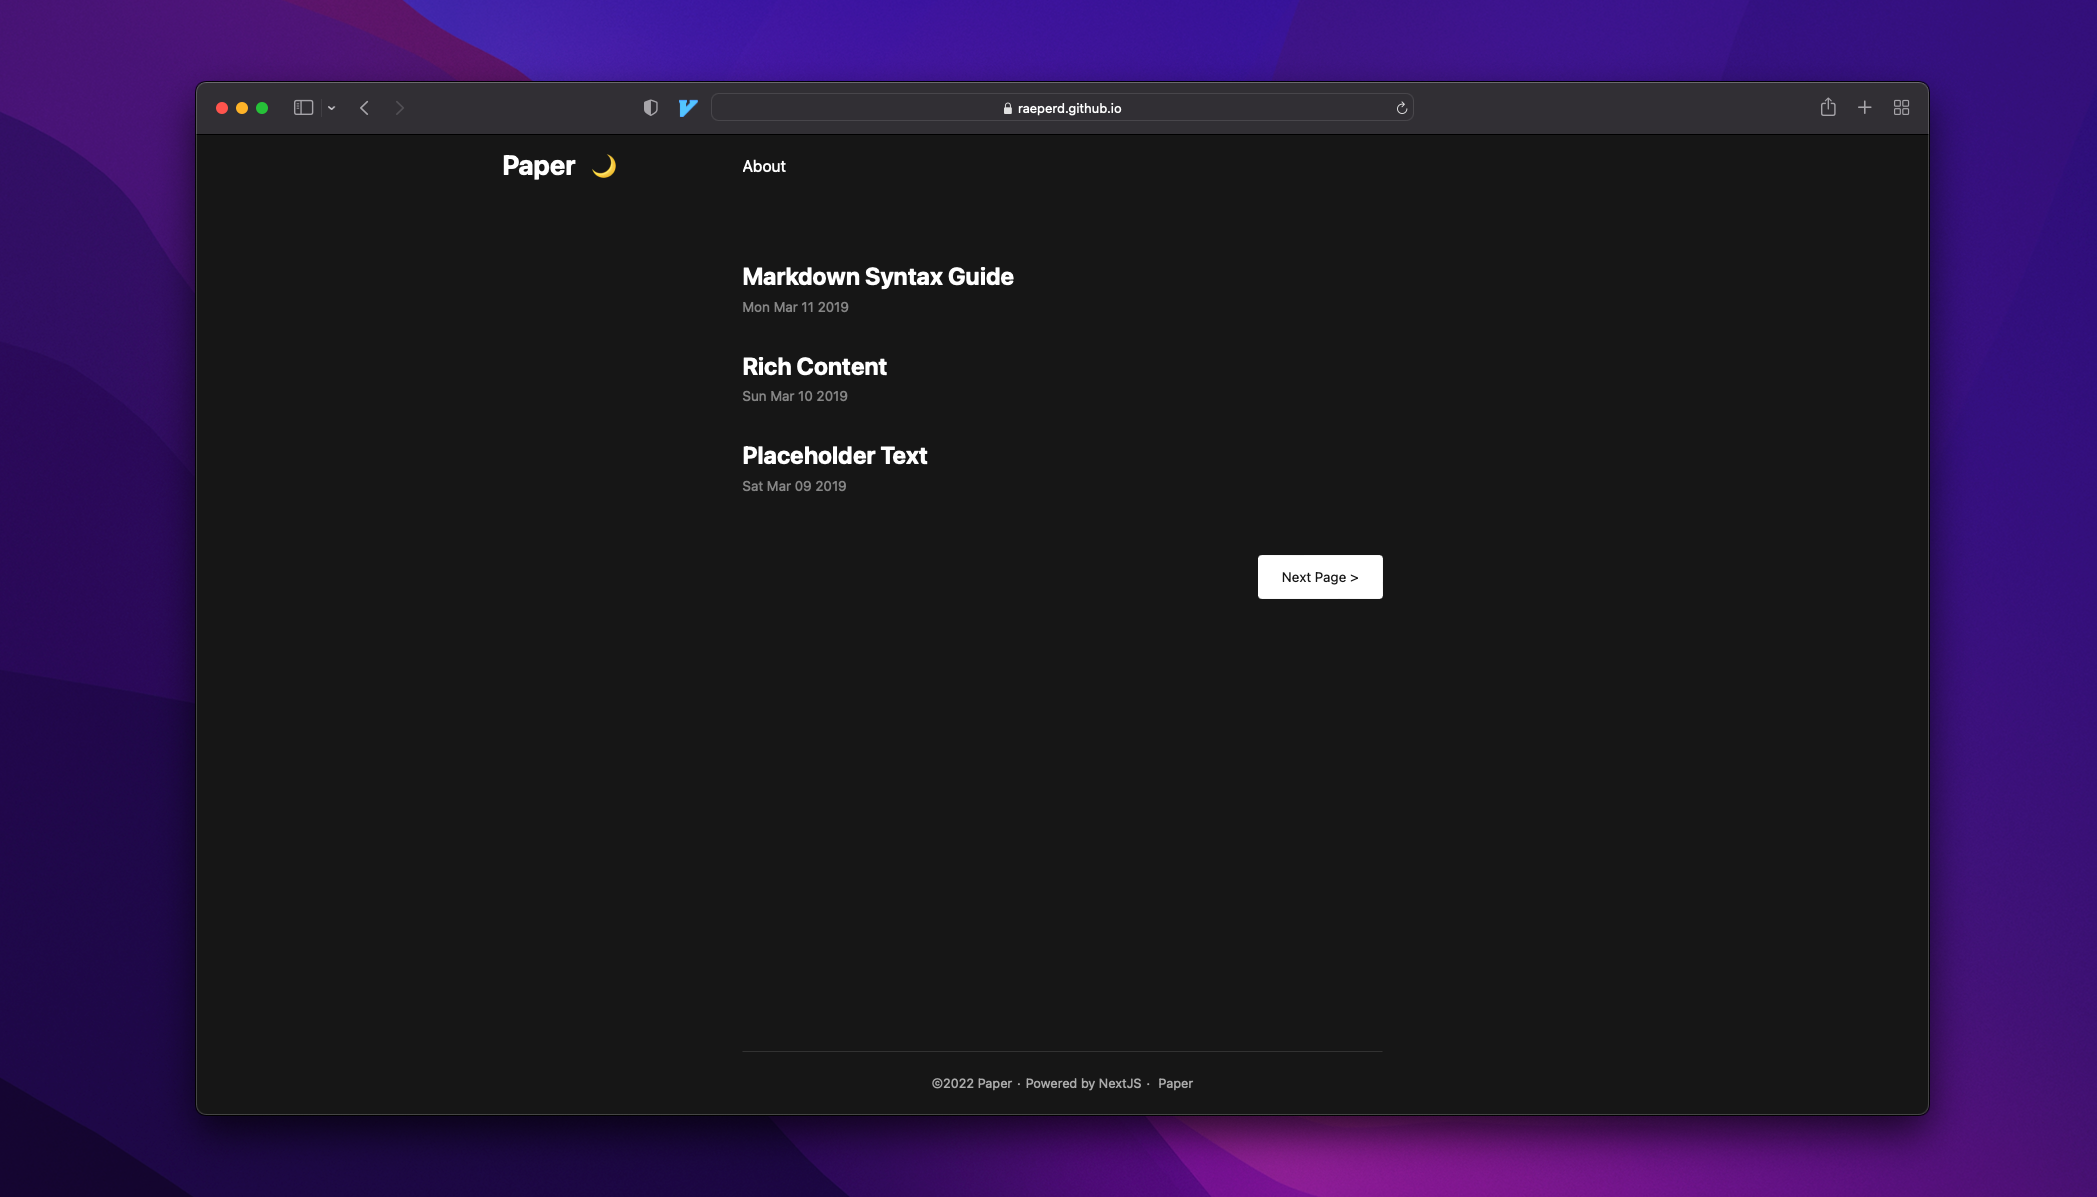 raeperd.github.io
Paper 🌙 About
Markdown Syntax Guide
Mon Mar 11 2019
Rich Content
Sun Mar 10 2019
Placeholder Text
Sat Mar 09 2019
Next Page >
©2022 Paper · Powered by NextJS · Paper